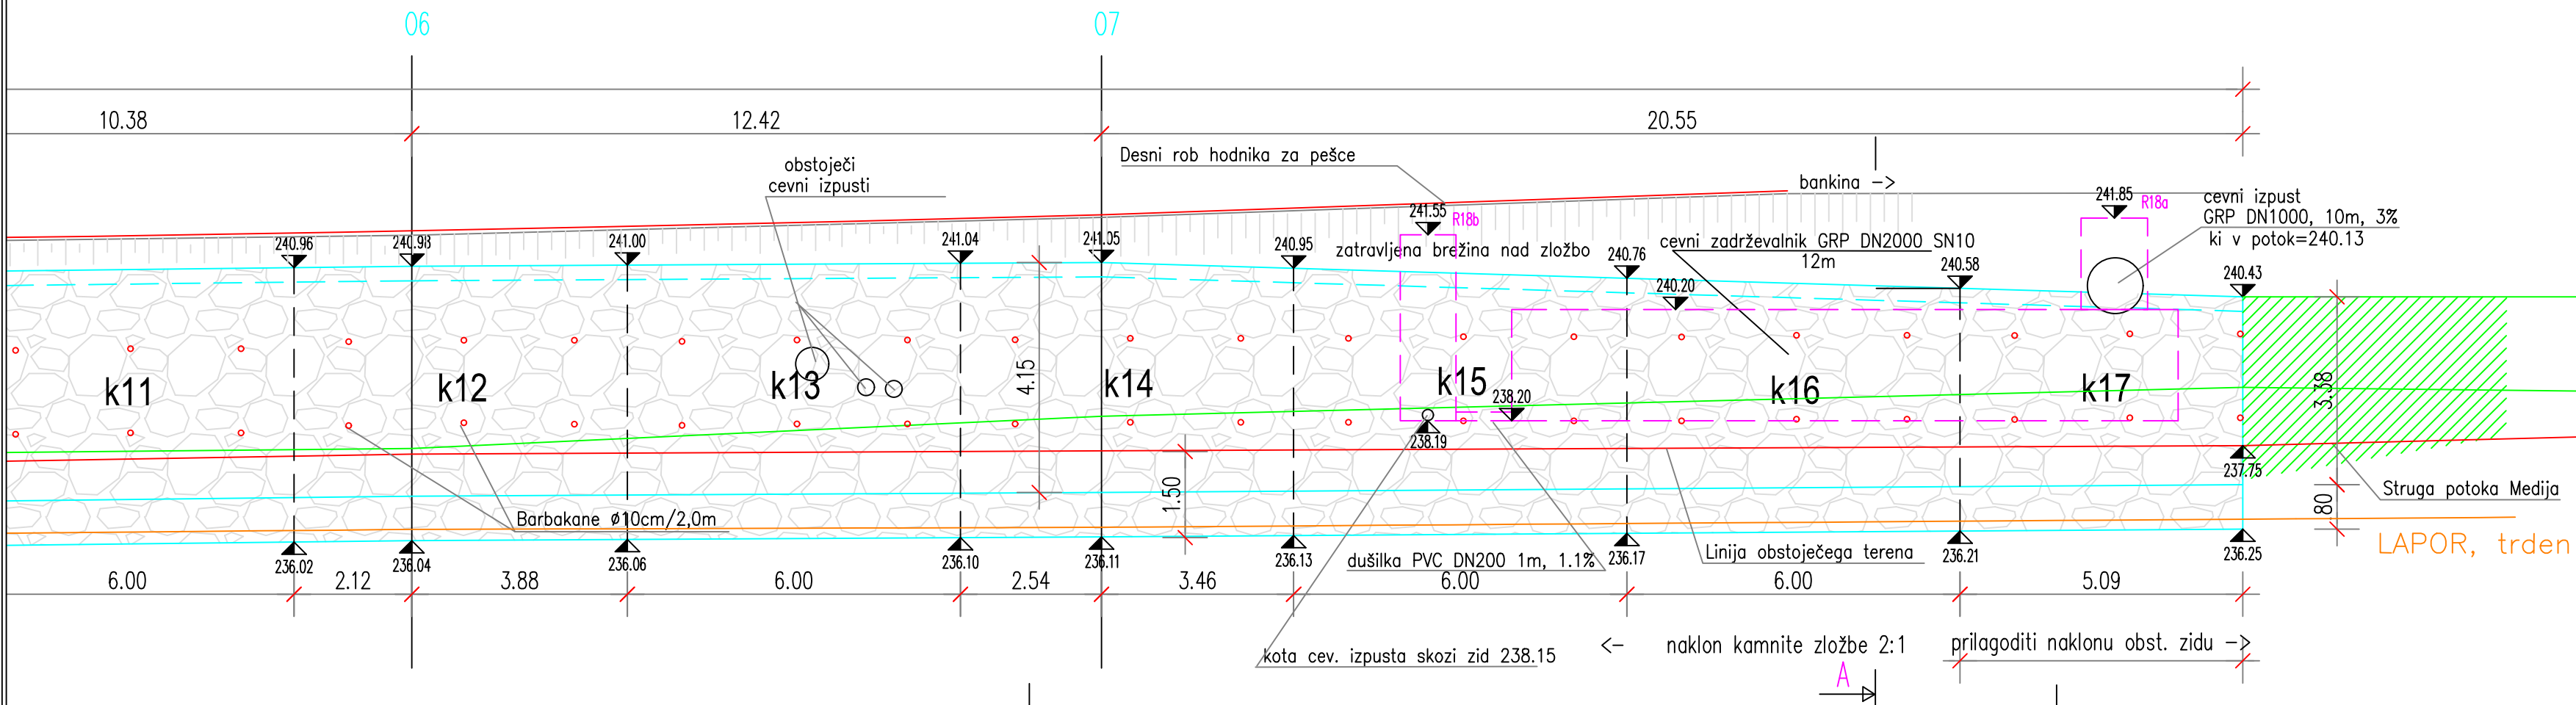 06
07
10.38
12.42
20.55
obstoječi
cevni izpusti
Desni rob hodnika za pešce
bankina ->
241.55
R18b
241.85
R18a
cevni izpust
GRP DN1000, 10m, 3%
ki v potok=240.13
240.96
240.98
241.00
241.04
241.05
240.95
zatravljena brežina nad zložbo
240.76
cevni zadrževalnik GRP DN2000 SN10
12m
240.20
240.58
240.43
k11
k12
k13
4.15
k14
k15
238.20
k16
k17
3.38
238.19
237.75
1.50
80
Struga potoka Medija
Barbakane ø10cm/2,0m
LAPOR, trden
236.02
236.04
236.06
236.10
236.11
236.13
dušilka PVC DN200 1m, 1.1%
236.17
Linija obstoječega terena
236.21
236.25
6.00
2.12
3.88
6.00
2.54
3.46
6.00
6.00
5.09
kota cev. izpusta skozi zid 238.15
<- naklon kamnite zložbe 2:1
prilagoditi naklonu obst. zidu ->
A